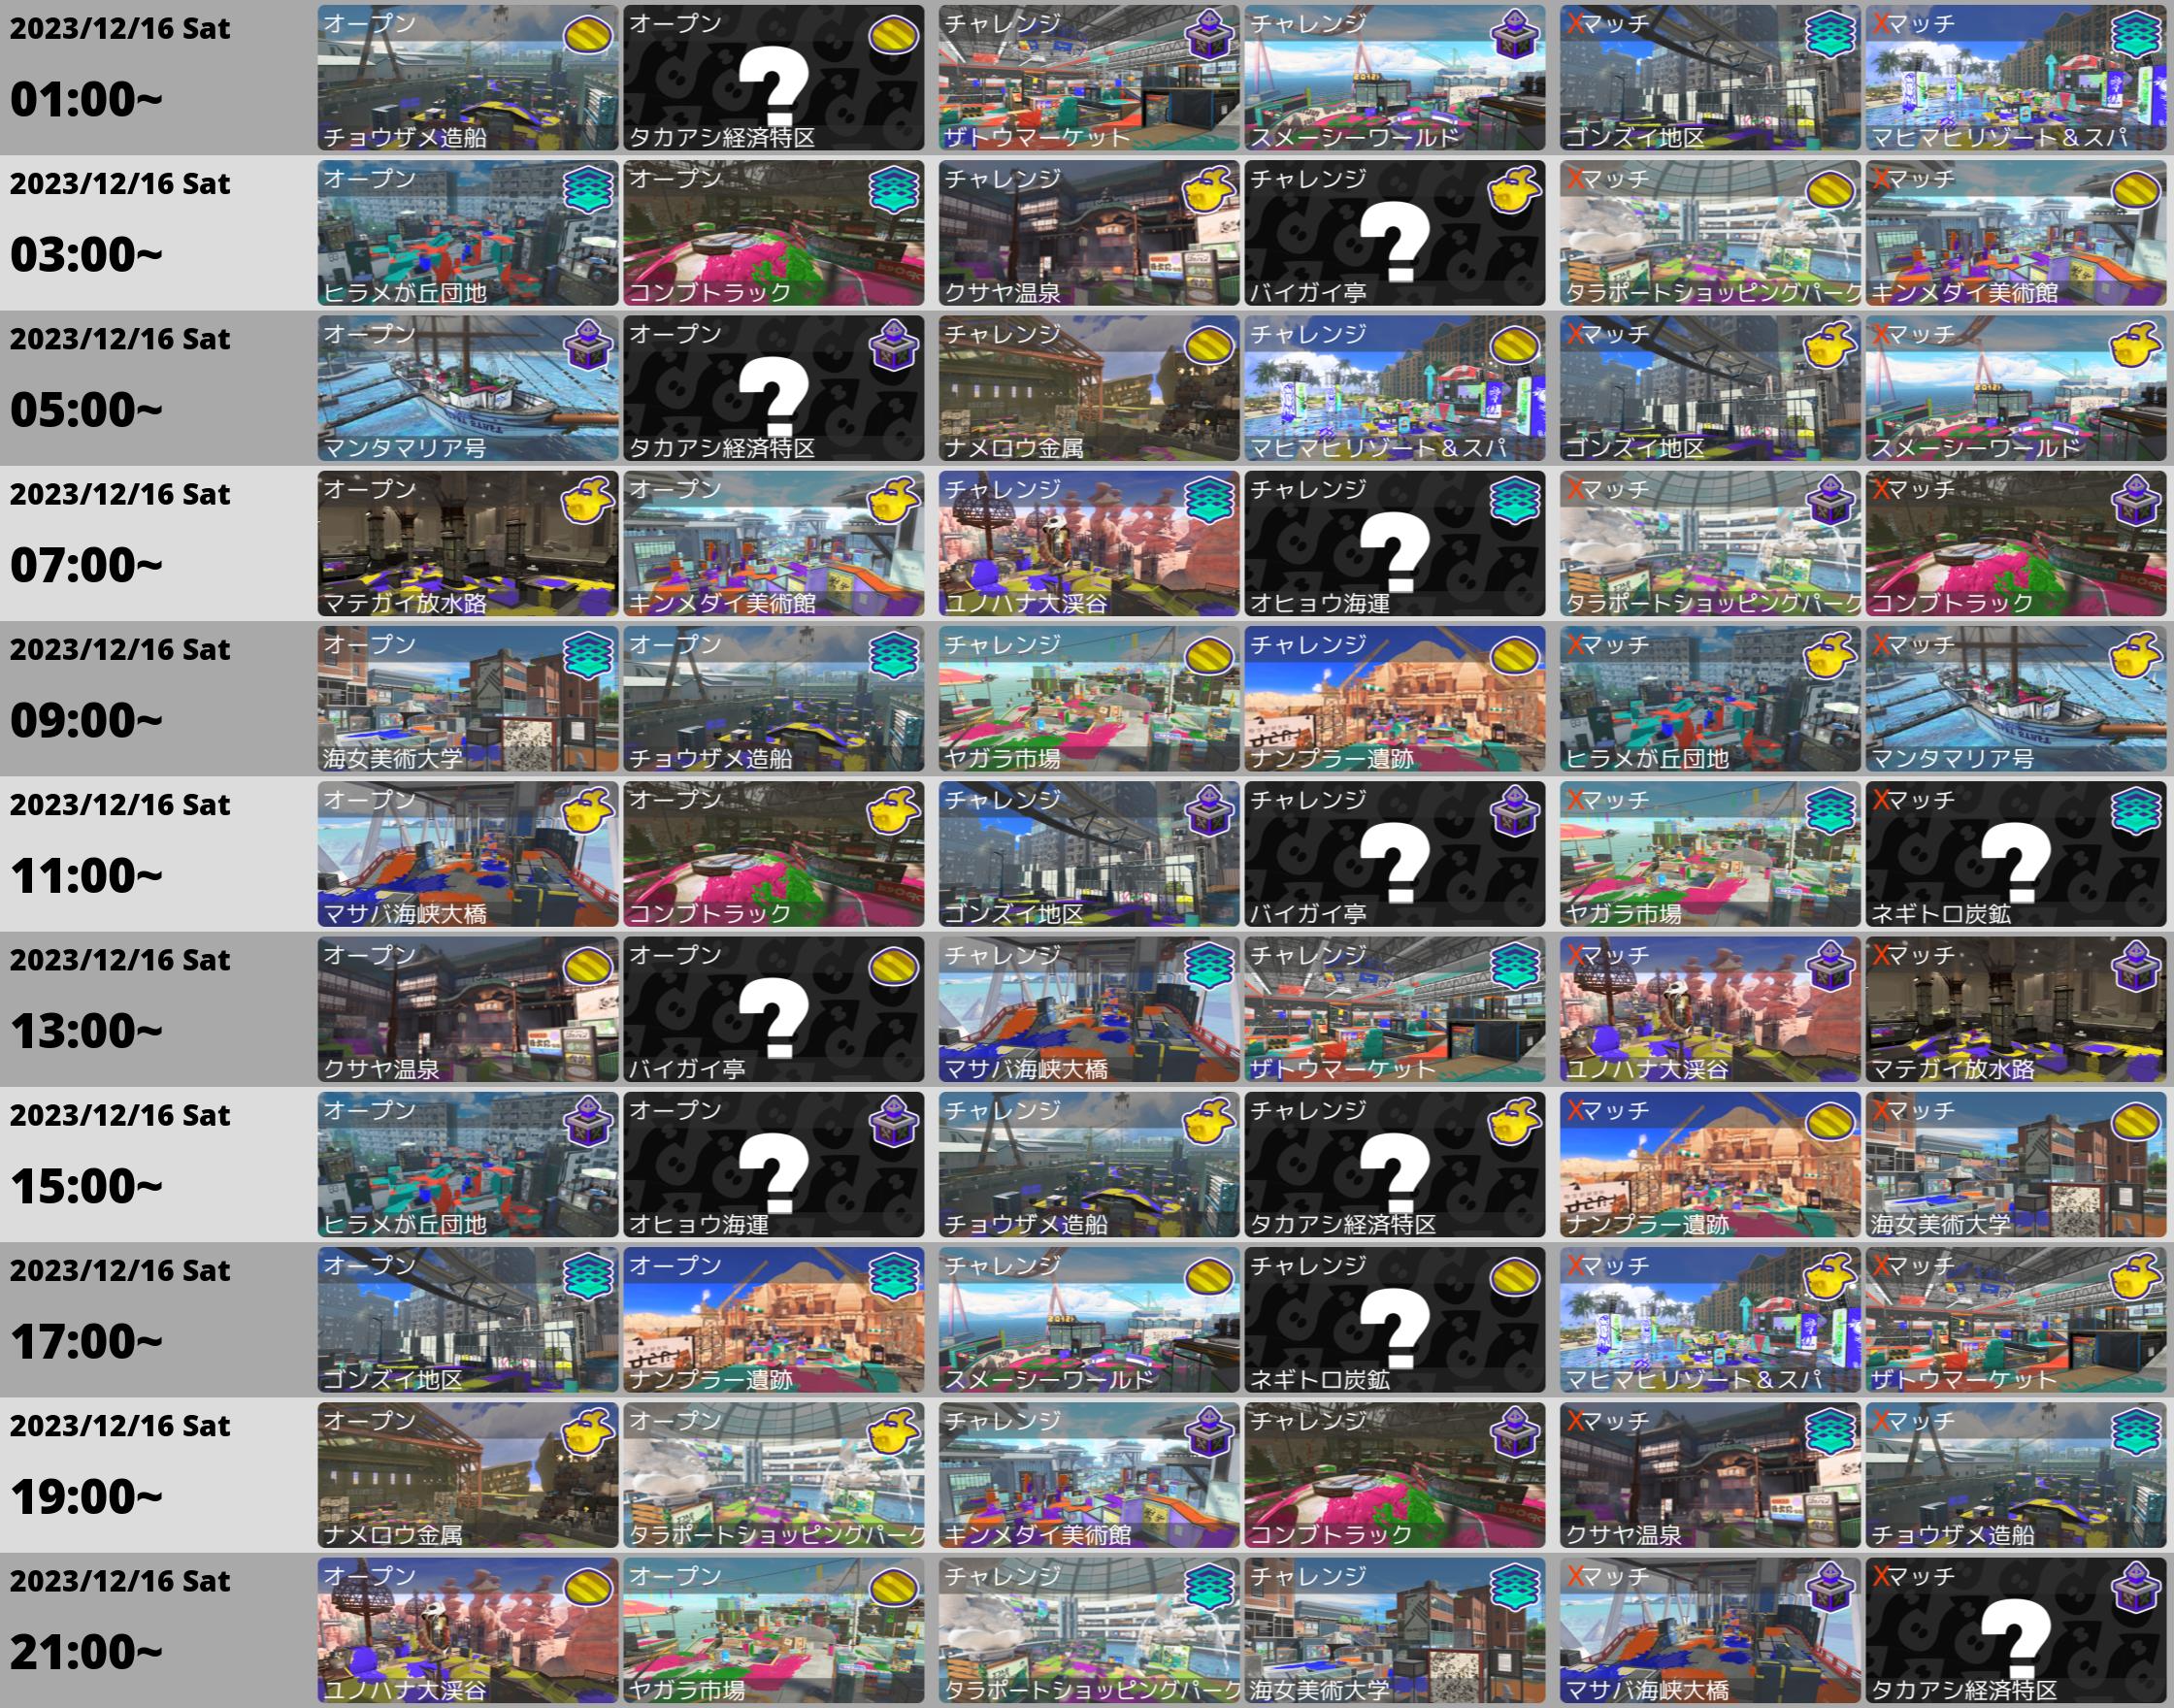 2023/12/16 Sat
01:00~
オープン
チョウザメ造船
オープン
タカアシ経済特区
チャレンジ
ザトウマーケット
チャレンジ
スメーシーワールド
Xマッチ
ゴンズイ地区
Xマッチ
マヒマヒリゾート&スパ
2023/12/16 Sat
03:00~
オープン
ヒラメが丘団地
オープン
コンブトラック
チャレンジ
クサヤ温泉
チャレンジ
バイガイ亭
Xマッチ
タラポートショッピングパーク
Xマッチ
キンメダイ美術館
2023/12/16 Sat
05:00~
オープン
マンタマリア号
オープン
タカアシ経済特区
チャレンジ
ナメロウ金属
チャレンジ
マヒマヒリゾート&スパ
Xマッチ
ゴンズイ地区
Xマッチ
スメーシーワールド
2023/12/16 Sat
07:00~
オープン
マテガイ放水路
オープン
キンメダイ美術館
チャレンジ
ユノハナ大渓谷
チャレンジ
オヒョウ海運
Xマッチ
タラポートショッピングパーク
Xマッチ
コンブトラック
2023/12/16 Sat
09:00~
オープン
海女美術大学
オープン
チョウザメ造船
チャレンジ
ヤガラ市場
チャレンジ
ナンプラー遺跡
Xマッチ
ヒラメが丘団地
Xマッチ
マンタマリア号
2023/12/16 Sat
11:00~
オープン
マサバ海峡大橋
オープン
コンブトラック
チャレンジ
ゴンズイ地区
チャレンジ
バイガイ亭
Xマッチ
ヤガラ市場
Xマッチ
ネギトロ炭鉱
2023/12/16 Sat
13:00~
オープン
クサヤ温泉
オープン
バイガイ亭
チャレンジ
マサバ海峡大橋
チャレンジ
ザトウマーケット
Xマッチ
ユノハナ大渓谷
Xマッチ
マテガイ放水路
2023/12/16 Sat
15:00~
オープン
ヒラメが丘団地
オープン
オヒョウ海運
チャレンジ
チョウザメ造船
チャレンジ
タカアシ経済特区
Xマッチ
ナンプラー遺跡
Xマッチ
海女美術大学
2023/12/16 Sat
17:00~
オープン
ゴンズイ地区
オープン
ナンプラー遺跡
チャレンジ
スメーシーワールド
チャレンジ
ネギトロ炭鉱
Xマッチ
マヒマヒリゾート&スパ
Xマッチ
ザトウマーケット
2023/12/16 Sat
19:00~
オープン
ナメロウ金属
オープン
タラポートショッピングパーク
チャレンジ
キンメダイ美術館
チャレンジ
コンブトラック
Xマッチ
クサヤ温泉
Xマッチ
チョウザメ造船
2023/12/16 Sat
21:00~
オープン
ユノハナ大渓谷
オープン
ヤガラ市場
チャレンジ
タラポートショッピングパーク
チャレンジ
海女美術大学
Xマッチ
マサバ海峡大橋
Xマッチ
タカアシ経済特区